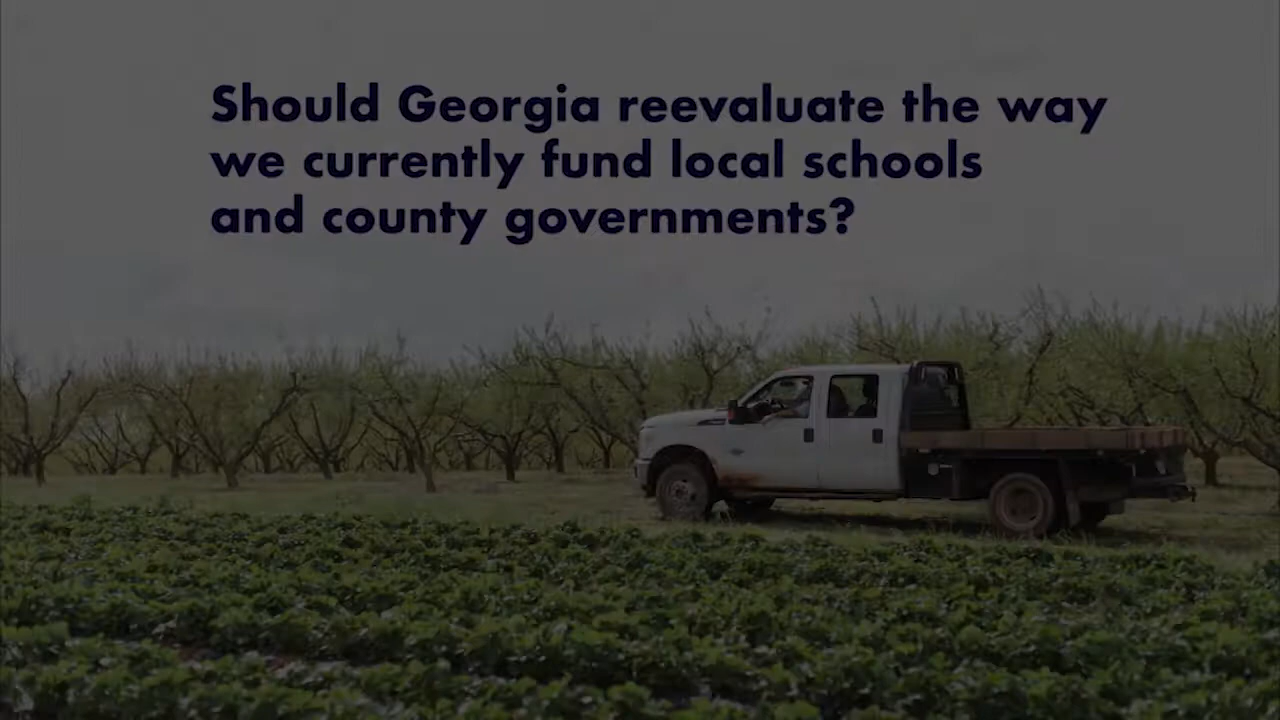 Should Georgia reevaluate the way
we currently fund local schools
and county governments?